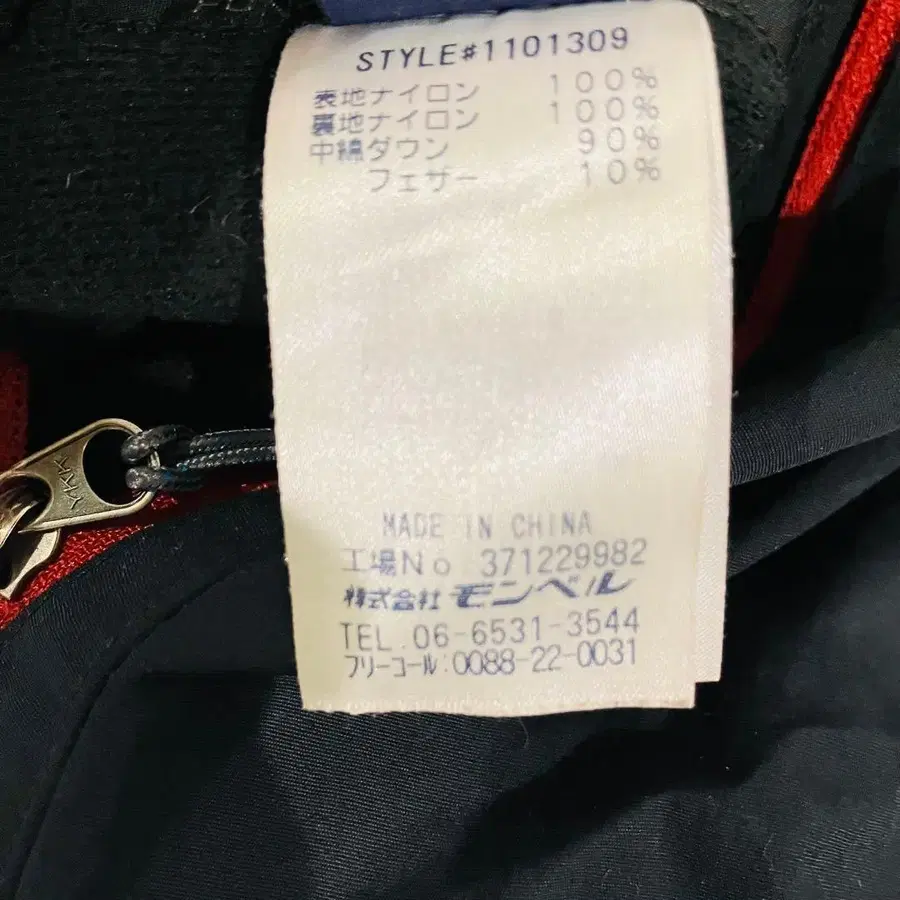 STYLE#1101309
表地ナイロン 100%
裏地ナイロン 100%
中綿ダウン 90%
フェザー 10%
MADE IN CHINA
工場No 371229982
株式会社 モンベル
TEL.06-6531-3544
フリーコール:0088-22-0031
YKK